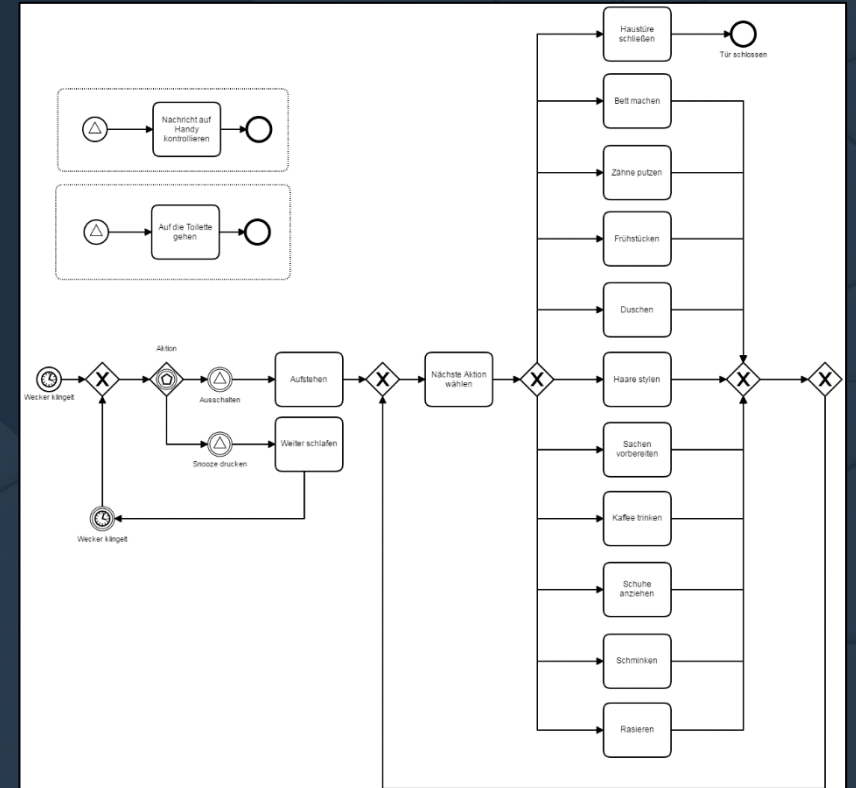 Haustüre
schließen
Tür schlossen
Bett machen
Nachricht auf
Handy
kontrollieren
Zähne putzen
Auf die Toilette
gehen
Frühstücken
Duschen
Aktion
Wecker klingelt
Ausschalten
Aufstehen
Nächste Aktion
wählen
Haare stylen
Snooze drucken
Weiter schlafen
Sachen
vorbereiten
Wecker klingelt
Kaffee trinken
Schuhe
anziehen
Schminken
Rasieren